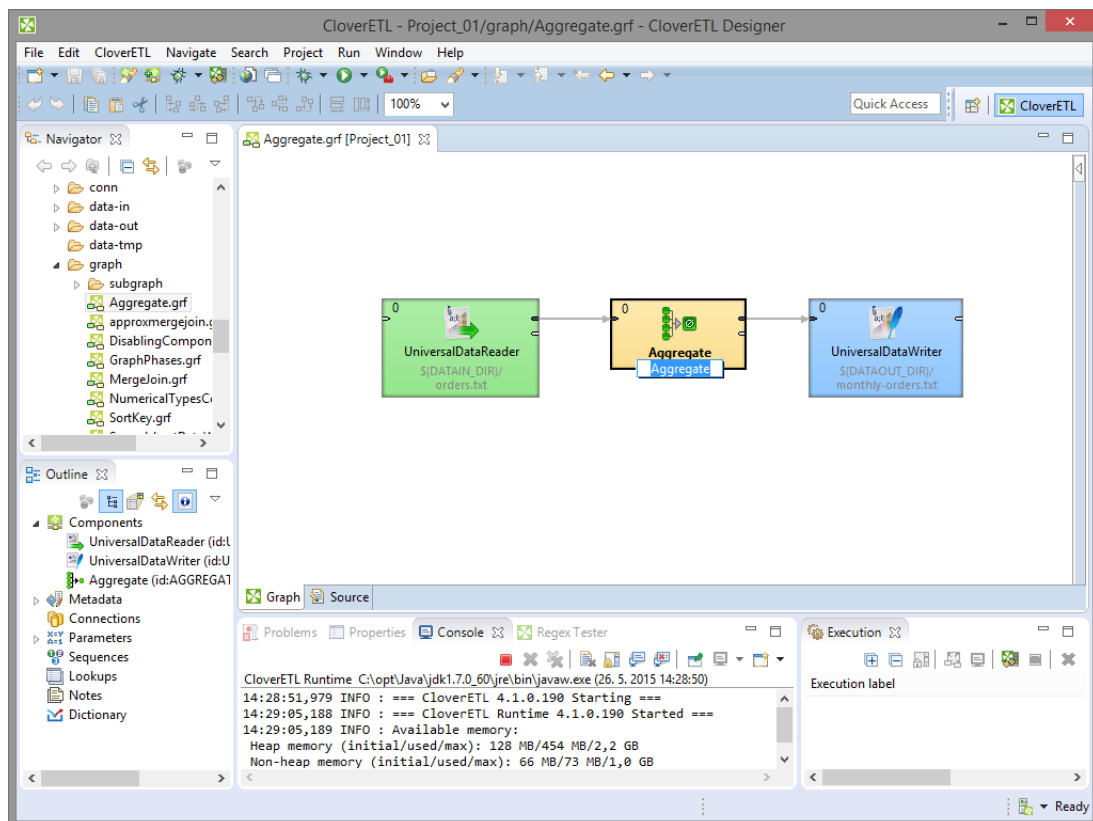 CloverETL - Project_01/graph/Aggregate.grf - CloverETL Designer
File Edit CloverETL Navigate Search Project Run Window Help
100%
Quick Access
CloverETL
Navigator
conn
data-in
data-out
data-tmp
graph
subgraph
Aggregate.grf
approxmergejoin.g
DisablingCompon
GraphPhases.grf
MergeJoin.grf
NumericalTypesC
SortKey.grf
Aggregate.grf [Project_01]
0
UniversalDataReader
${DATAIN_DIR}/
orders.txt
0
Aggregate
Aggregate
0
UniversalDataWriter
${DATAOUT_DIR}/
monthly-orders.txt
Graph
Source
Outline
Components
UniversalDataReader (id:U
UniversalDataWriter (id:U
Aggregate (id:AGGREGAT
Metadata
Connections
Parameters
Sequences
Lookups
Notes
Dictionary
Problems
Properties
Console
Regex Tester
CloverETL Runtime C:\opt\Java\jdk1.7.0_60\jre\bin\javaw.exe (26. 5. 2015 14:28:50)
14:28:51,979 INFO : === CloverETL 4.1.0.190 Starting ===
14:29:05,188 INFO : === CloverETL Runtime 4.1.0.190 Started ===
14:29:05,189 INFO : Available memory:
Heap memory (initial/used/max): 128 MB/454 MB/2,2 GB
Non-heap memory (initial/used/max): 66 MB/73 MB/1,0 GB
Execution
Execution label
Ready